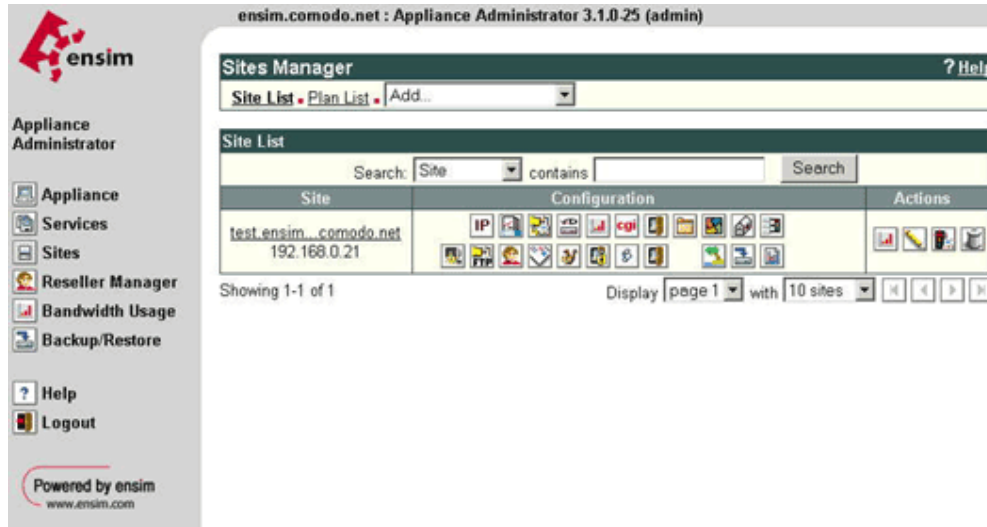 ensim.comodo.net : Appliance Administrator 3.1.0-25 (admin)
ensim
Appliance
Administrator
Appliance
Services
Sites
Reseller Manager
Bandwidth Usage
Backup/Restore
? Help
Logout
Powered by ensim
www.ensim.com
Sites Manager
? Help
Site List Plan List Add...
Site List
Search: Site contains Search
Site Configuration Actions
test.ensim...comodo.net
192.168.0.21
IP cgi
FTP
Showing 1-1 of 1
Display page 1 with 10 sites